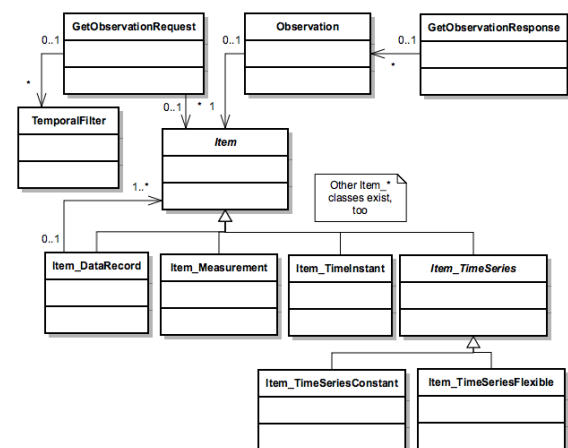 GetObservationRequest
Observation
GetObservationResponse
0..1
0..1
0..1
*
0..1
*
1
*
TemporalFilter
Item
1..*
Other Item_*
classes exist,
too
0..1
Item_DataRecord
Item_Measurement
Item_TimeInstant
Item_TimeSeries
Item_TimeSeriesConstant
Item_TimeSeriesFlexible